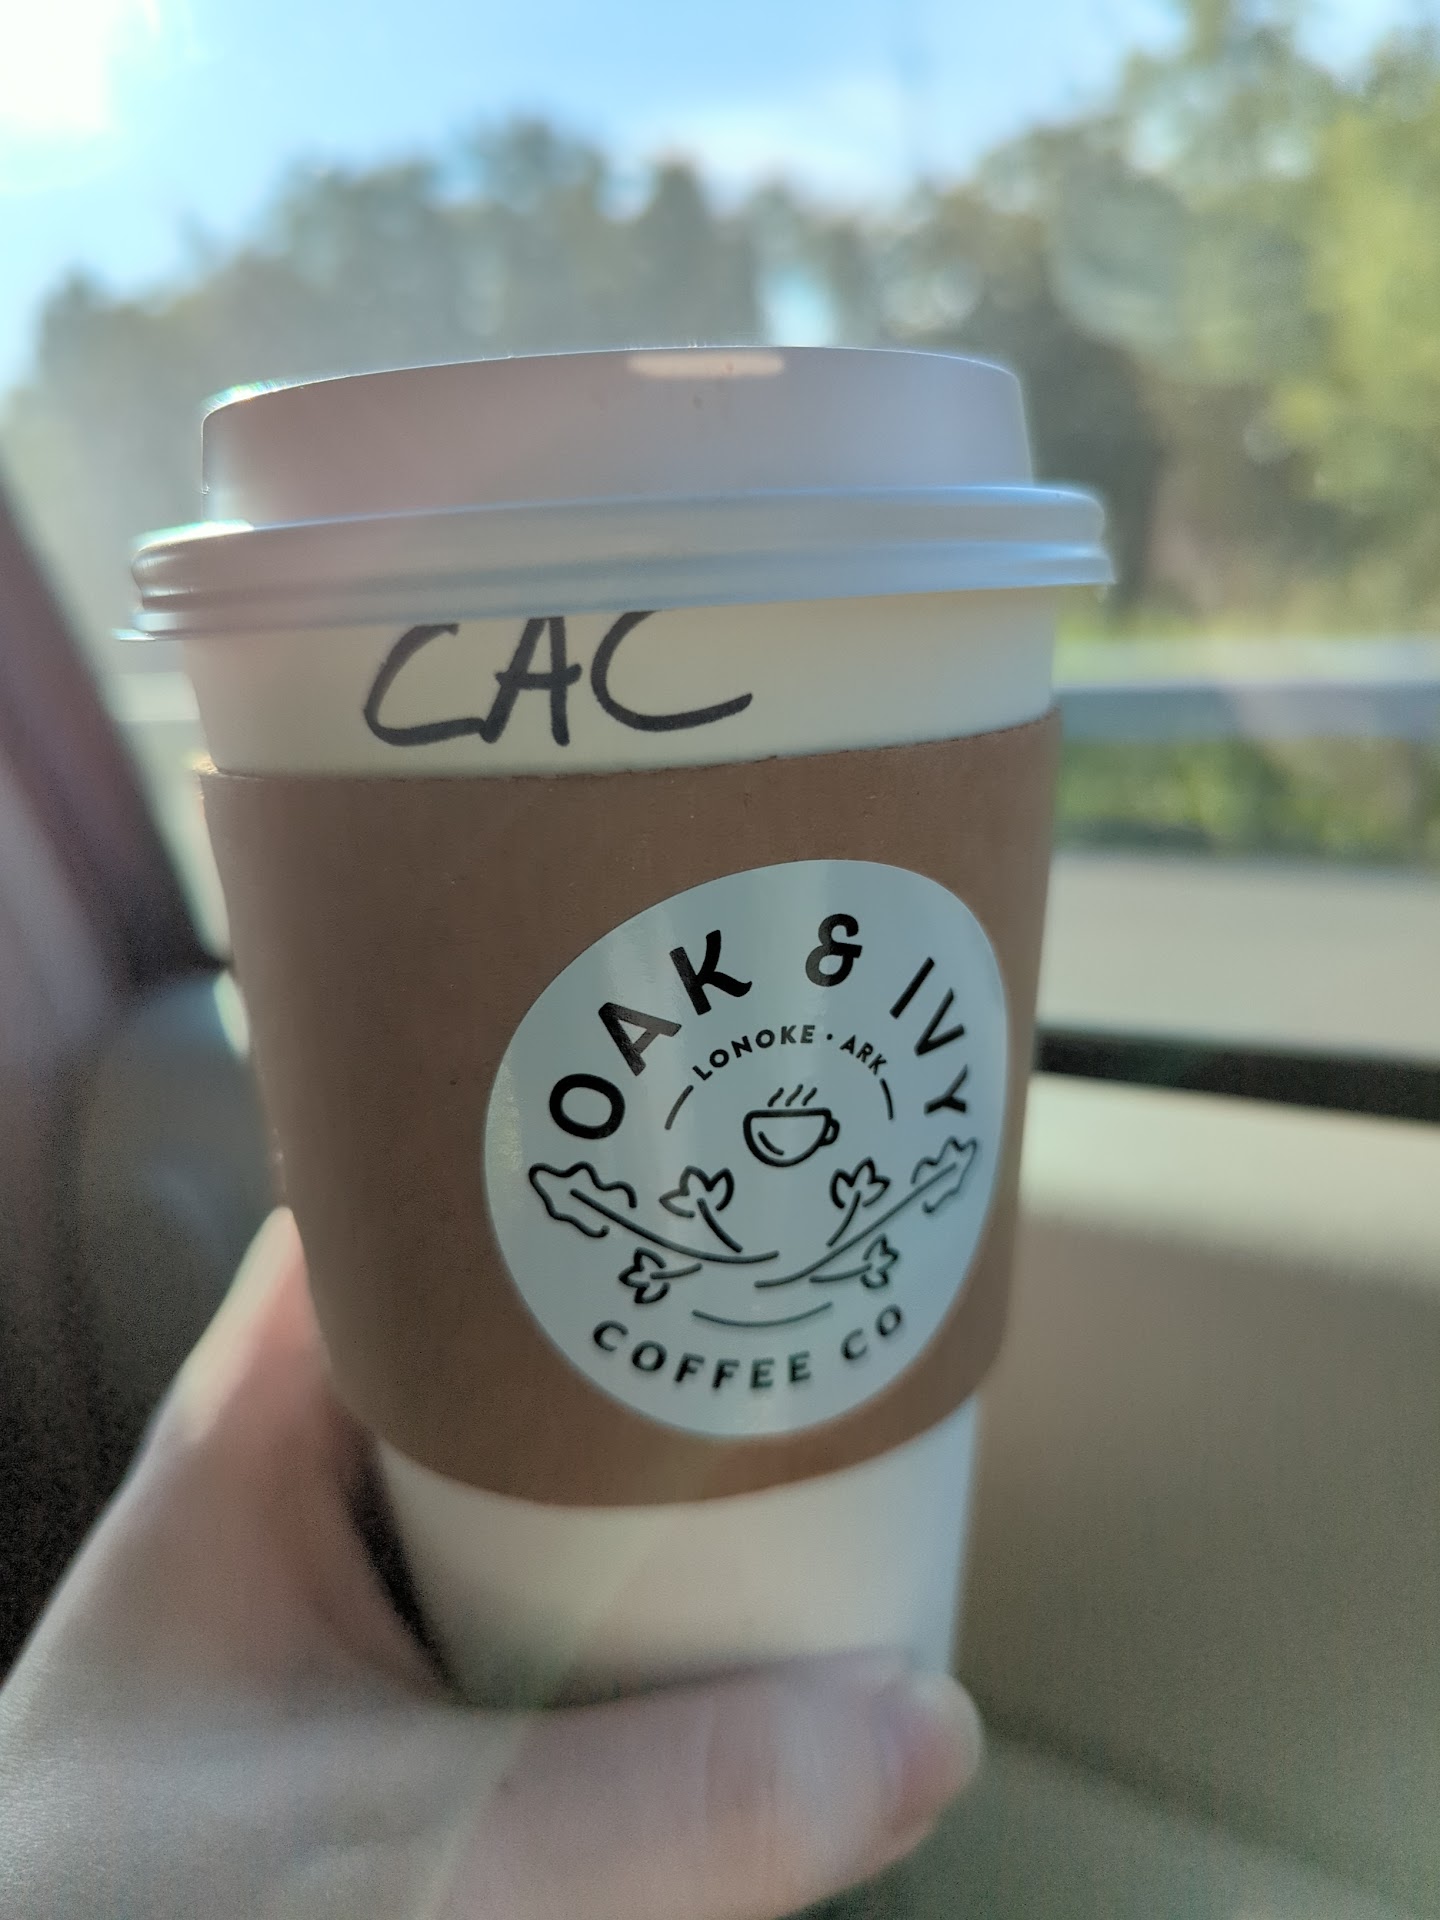 CAC
OAK & IVY
LONOKE · ARK
COFFEE CO